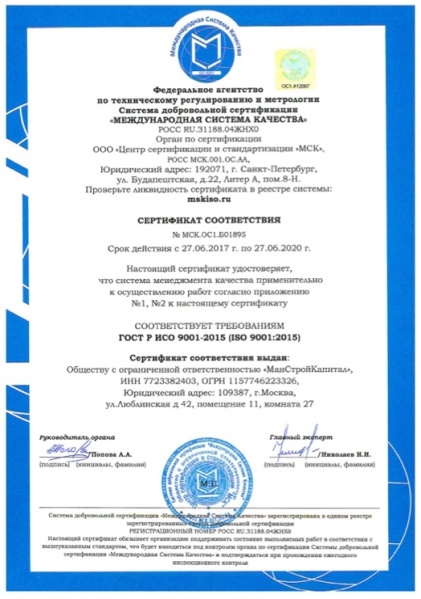 Международная Система Качества
ОС1.А12087
Федеральное агентство
по техническому регулированию и метрологии
Система добровольной сертификации
«МЕЖДУНАРОДНАЯ СИСТЕМА КАЧЕСТВА»
РОСС RU.31188.04ЖНХ0
Орган по сертификации
ООО «Центр сертификации и стандартизации «МСК»,
РОСС МСК.001.ОС.АА,
Юридический адрес: 192071, г. Санкт-Петербург,
ул. Будапештская, д.22, Литер А, пом.8-Н.
Проверьте ликвидность сертификата в реестре системы:
mskiso.ru
СЕРТИФИКАТ СООТВЕТСТВИЯ
№ МСК.ОС1.Б01895
Срок действия с 27.06.2017 г. по 27.06.2020 г.
Настоящий сертификат удостоверяет,
что система менеджмента качества применительно
к осуществлению работ согласно приложению
№1, №2 к настоящему сертификату
СООТВЕТСТВУЕТ ТРЕБОВАНИЯМ
ГОСТ Р ИСО 9001-2015 (ISO 9001:2015)
Сертификат соответствия выдан:
Обществу с ограниченной ответственностью «МанСтройКапитал»,
ИНН 7723382403, ОГРН 1157746223326,
Юридический адрес: 109387, г.Москва,
ул.Люблинская д 42, помещение 11, комната 27
Руководитель органа
Главный эксперт
/Попова А.А.
/Николаев Н.Н.
(подпись) (инициалы, фамилия)
(подпись) (инициалы, фамилия)
М.П.
Система добровольной сертификации «Международная Система Качества» зарегистрирована в едином реестре
зарегистрированных систем добровольной сертификации
РЕГИСТРАЦИОННЫЙ НОМЕР РОСС RU.31188.04ЖНХ0
Настоящий сертификат обязывает организацию поддерживать состояние выполняемых работ в соответствии с
вышеуказанным стандартом, что будет находиться под контролем органа по сертификации Системы добровольной
сертификации «Международная Система Качества» и подтверждаться при прохождении ежегодного
инспекционного контроля